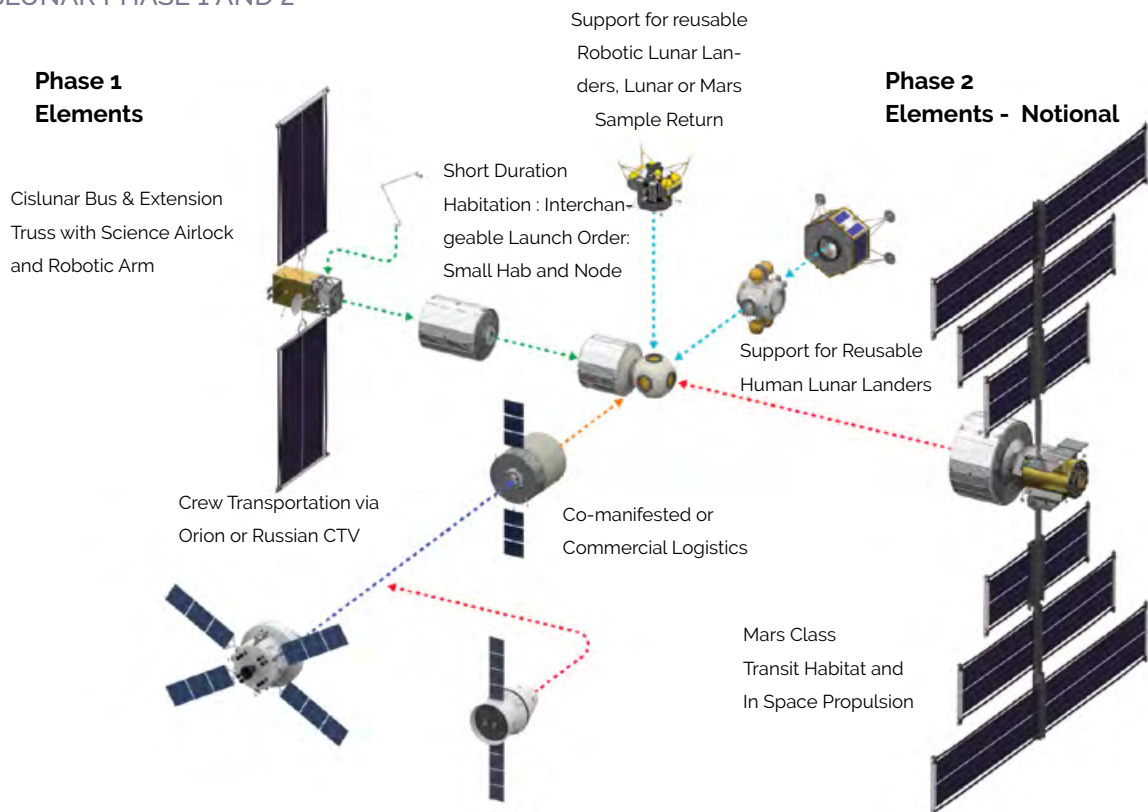 Phase 1
Elements
Cislunar Bus & Extension
Truss with Science Airlock
and Robotic Arm
Short Duration
Habitation : Interchan-
geable Launch Order:
Small Hab and Node
Support for reusable
Robotic Lunar Lan-
ders, Lunar or Mars
Sample Return
Phase 2
Elements - Notional
Support for Reusable
Human Lunar Landers
Crew Transportation via
Orion or Russian CTV
Co-manifested or
Commercial Logistics
Mars Class
Transit Habitat and
In Space Propulsion